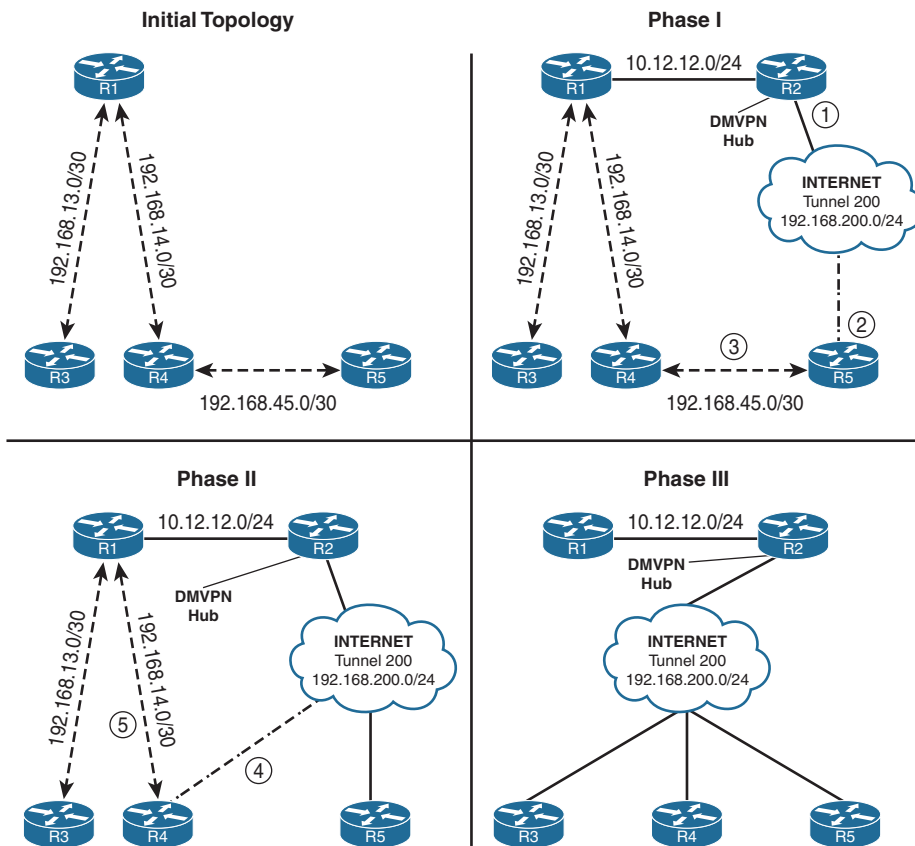 Initial Topology
R1
192.168.13.0/30
192.168.14.0/30
R3
R4
R5
192.168.45.0/30
Phase I
10.12.12.0/24
R1
R2
DMVPN
Hub
1
INTERNET
Tunnel 200
192.168.200.0/24
192.168.13.0/30
192.168.14.0/30
2
3
R3
R4
R5
192.168.45.0/30
Phase II
10.12.12.0/24
R1
R2
DMVPN
Hub
INTERNET
Tunnel 200
192.168.200.0/24
192.168.13.0/30
192.168.14.0/30
5
4
R3
R4
R5
Phase III
10.12.12.0/24
R1
R2
DMVPN
Hub
INTERNET
Tunnel 200
192.168.200.0/24
R3
R4
R5